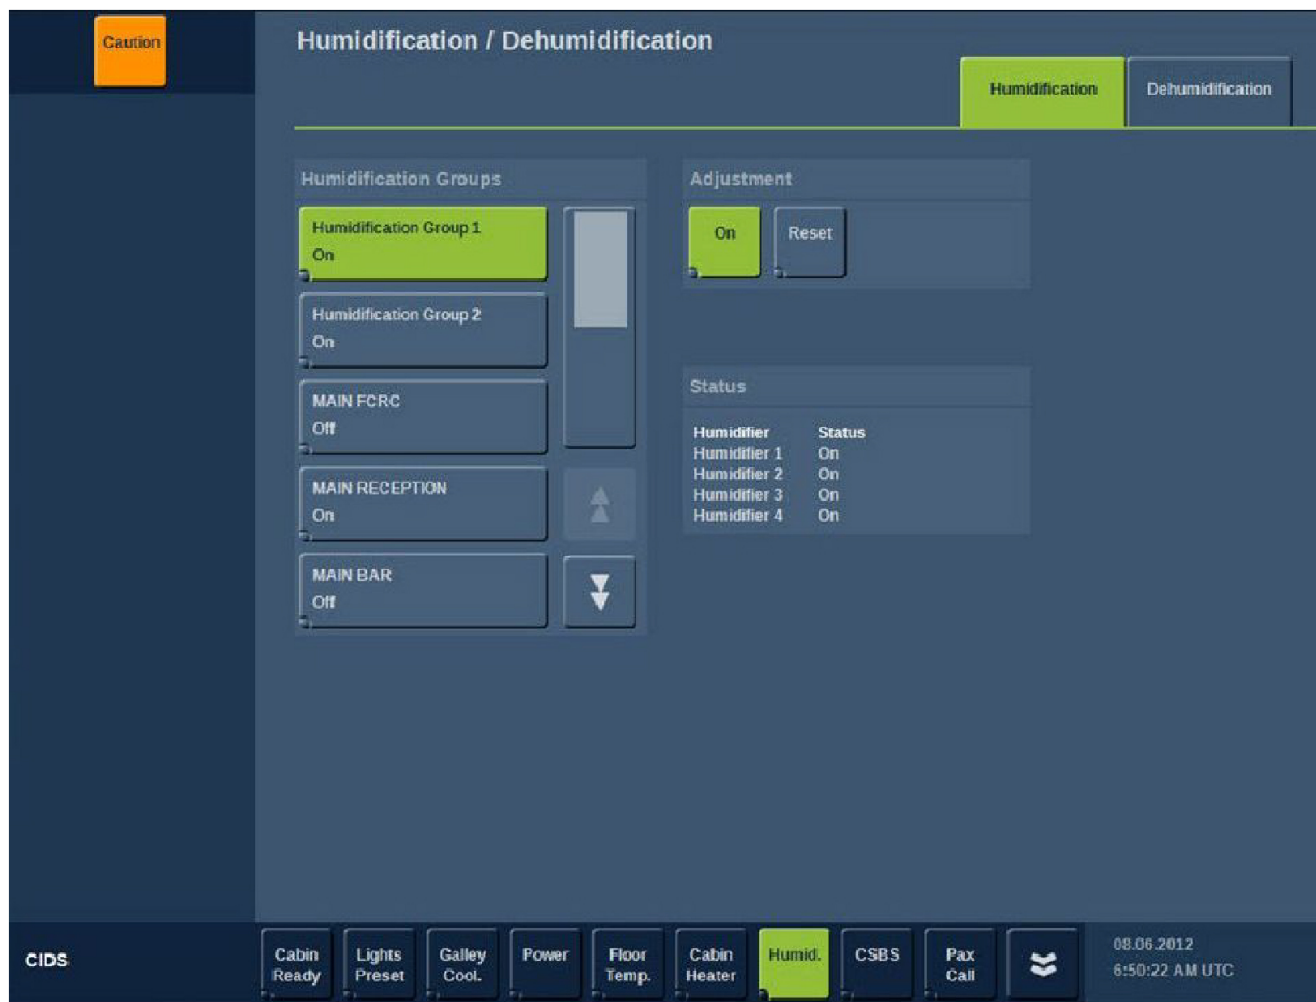 Caution
Humidification / Dehumidification
Humidification
Dehumidification
Humidification Groups
Humidification Group 1
On
Humidification Group 2
On
MAIN FCRC
Off
MAIN RECEPTION
On
MAIN BAR
Off
Adjustment
On
Reset
Status
Humidifier Status
Humidifier 1 On
Humidifier 2 On
Humidifier 3 On
Humidifier 4 On
CIDS
Cabin
Ready
Lights
Preset
Galley
Cool.
Power
Floor
Temp.
Cabin
Heater
Humid.
CSBS
Pax
Call
08.06.2012
6:50:22 AM UTC